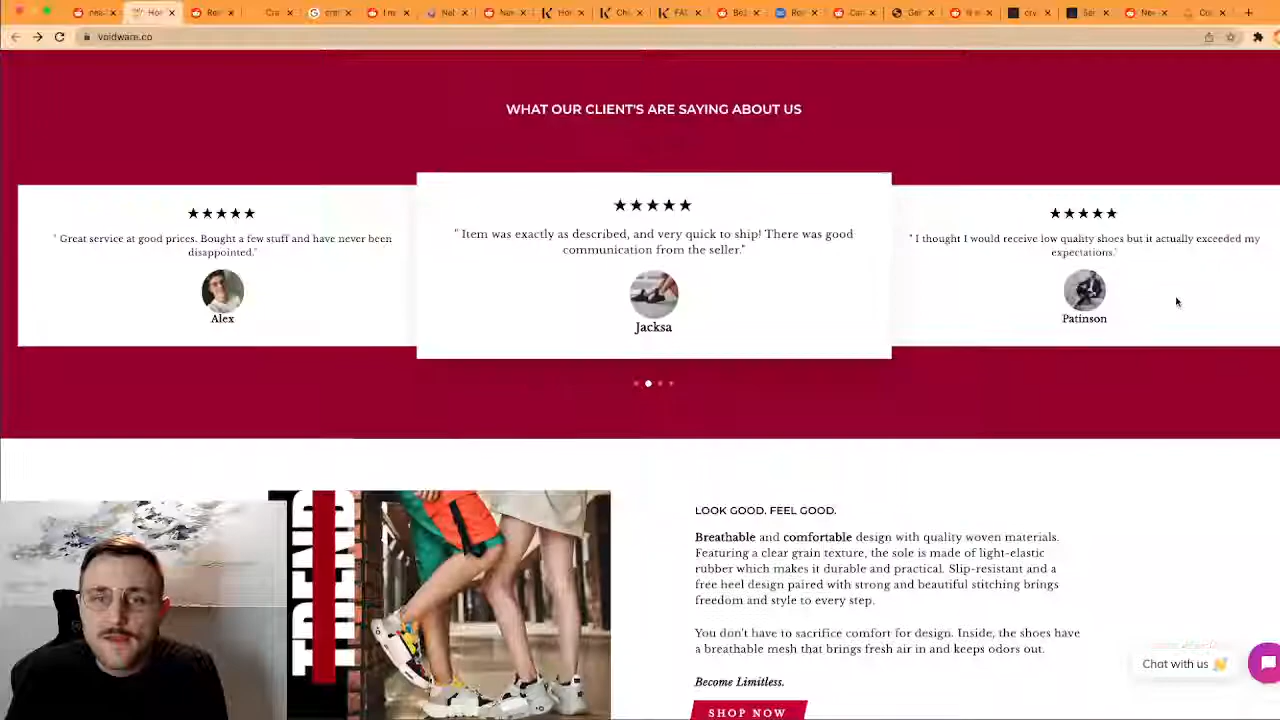 voidware.co
WHAT OUR CLIENT'S ARE SAYING ABOUT US
★★★★★
" Great service at good prices. Bought a few stuff and have never been
disappointed."
Alex
★★★★★
" Item was exactly as described, and very quick to ship! There was good
communication from the seller."
Jacksa
★★★★★
" I thought I would receive low quality shoes but it actually exceeded my
expectations."
Patinson
TREND
LOOK GOOD. FEEL GOOD.
Breathable and comfortable design with quality woven materials.
Featuring a clear grain texture, the sole is made of light-elastic
rubber which makes it durable and practical. Slip-resistant and a
free heel design paired with strong and beautiful stitching brings
freedom and style to every step.
You don't have to sacrifice comfort for design. Inside, the shoes have
a breathable mesh that brings fresh air in and keeps odors out.
Become Limitless.
SHOP NOW
Chat with us 👋